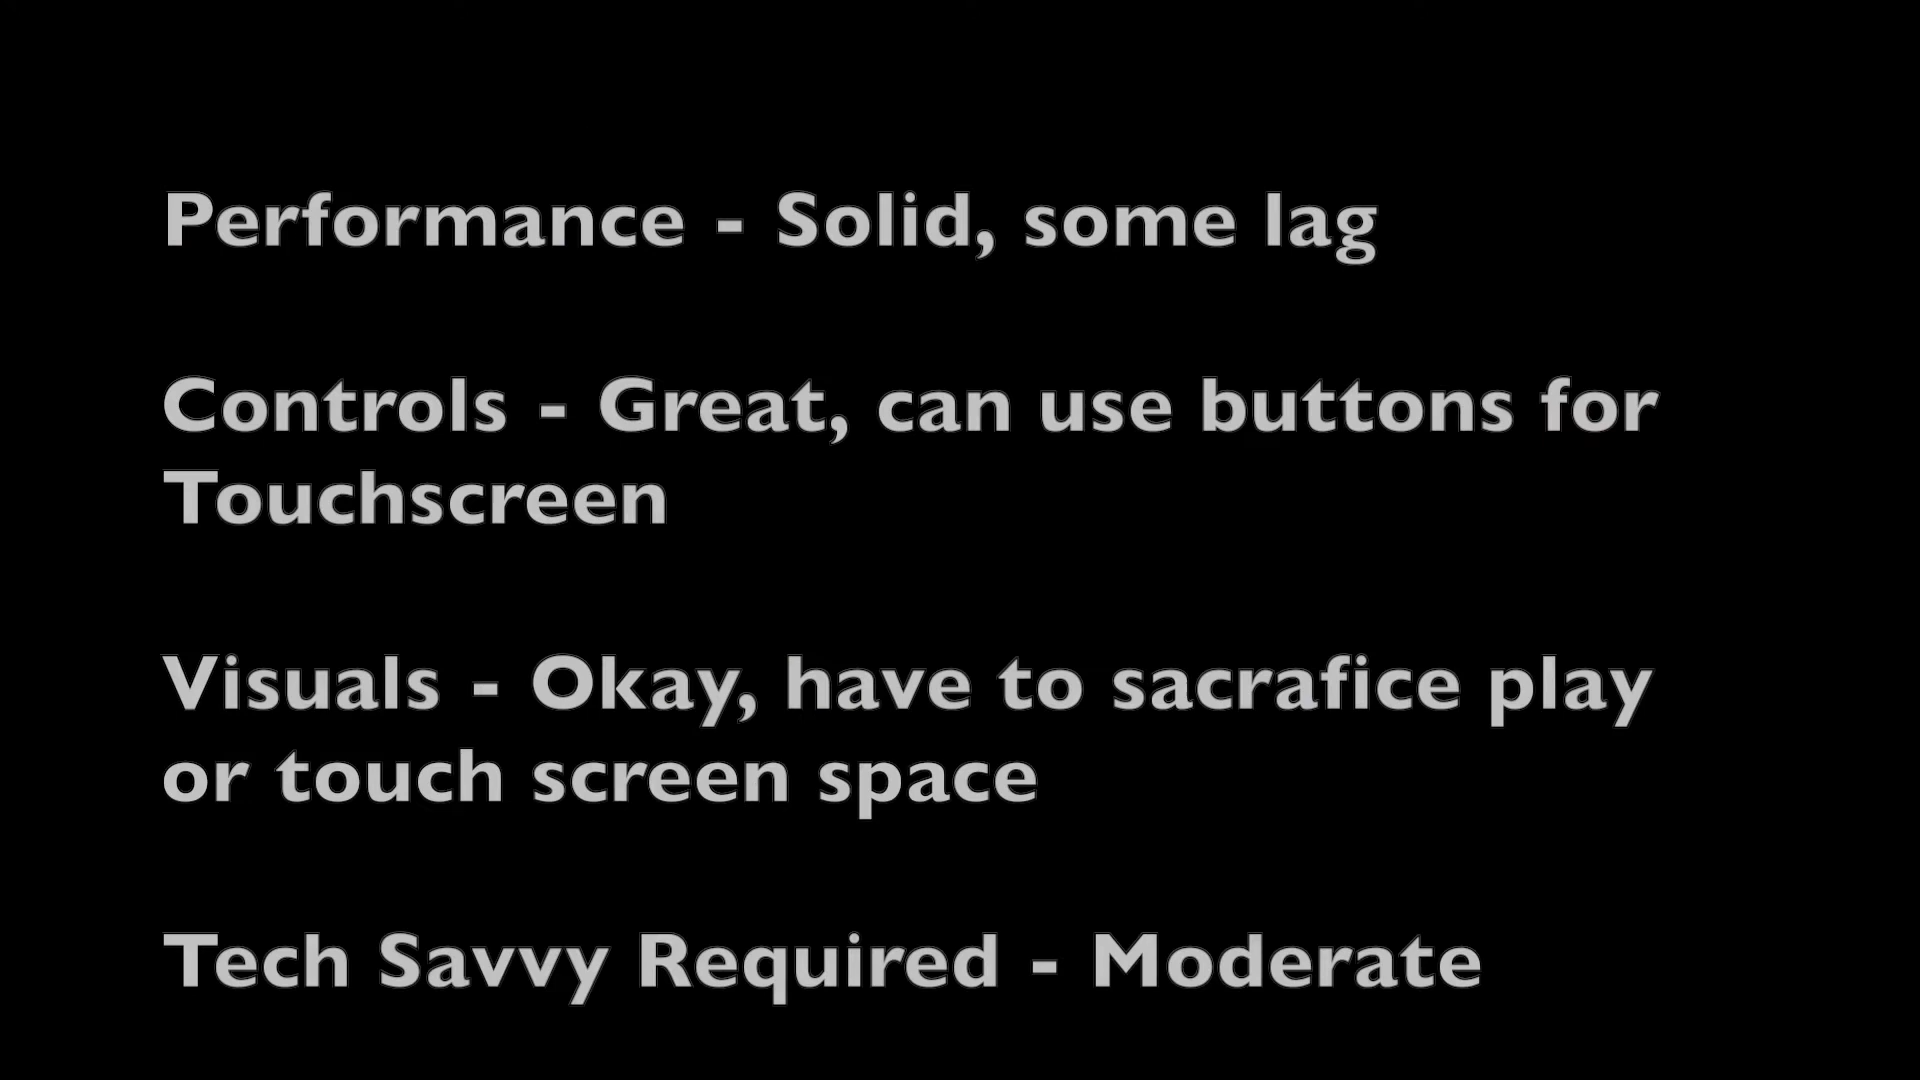 Performance - Solid, some lag
Controls - Great, can use buttons for
Touchscreen
Visuals - Okay, have to sacrafice play
or touch screen space
Tech Savvy Required - Moderate